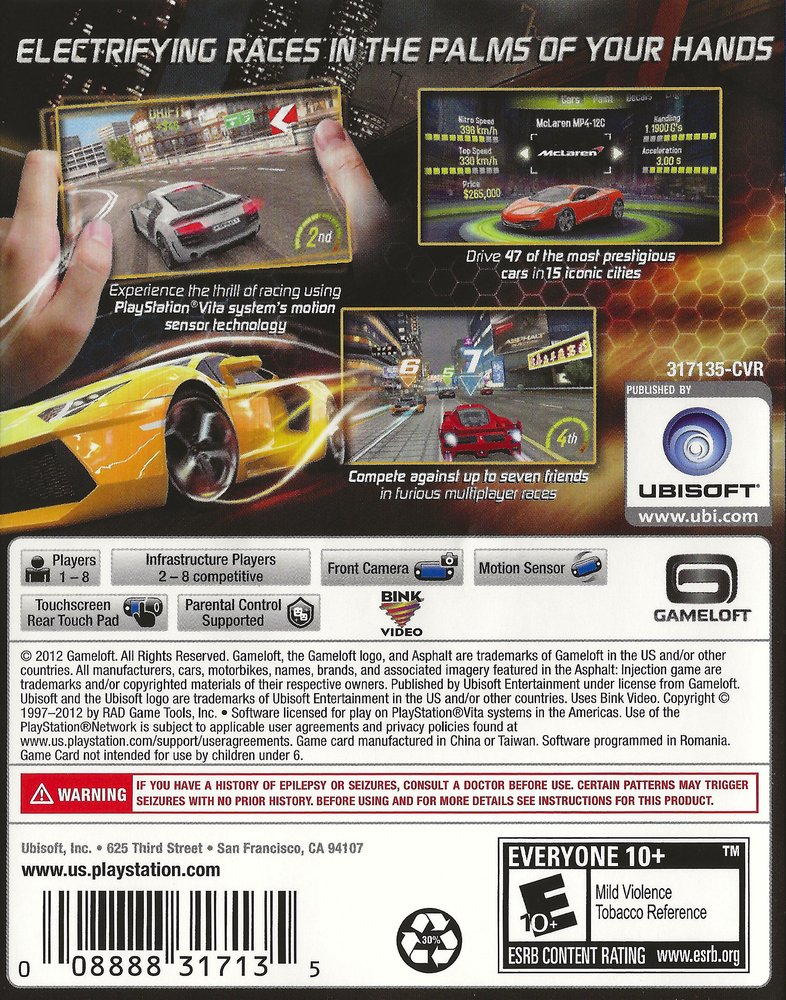 ELECTRIFYING RACES IN THE PALMS OF YOUR HANDS
DRIFT
2nd
Cars Paint Decals
Nitro Speed
396 km/h
McLaren MP4-12C
Handling
1.1900 G's
Top Speed
330 km/h
McLaren
Acceleration
3.00 s
Price
$265,000
Drive 47 of the most prestigious
cars in 15 iconic cities
Experience the thrill of racing using
PlayStation®Vita system's motion
sensor technology
ASPHALT
6
5
7
4th
Compete against up to seven friends
in furious multiplayer races
317135-CVR
PUBLISHED BY
UBISOFT®
www.ubi.com
Players
1 – 8
Infrastructure Players
2 – 8 competitive
Front Camera
Motion Sensor
Touchscreen
Rear Touch Pad
Parental Control
Supported
BINK
VIDEO
GAMELOFT
© 2012 Gameloft. All Rights Reserved. Gameloft, the Gameloft logo, and Asphalt are trademarks of Gameloft in the US and/or other
countries. All manufacturers, cars, motorbikes, names, brands, and associated imagery featured in the Asphalt: Injection game are
trademarks and/or copyrighted materials of their respective owners. Published by Ubisoft Entertainment under license from Gameloft.
Ubisoft and the Ubisoft logo are trademarks of Ubisoft Entertainment in the US and/or other countries. Uses Bink Video. Copyright ©
1997–2012 by RAD Game Tools, Inc. • Software licensed for play on PlayStation®Vita systems in the Americas. Use of the
PlayStation®Network is subject to applicable user agreements and privacy policies found at
www.us.playstation.com/support/useragreements. Game card manufactured in China or Taiwan. Software programmed in Romania.
Game Card not intended for use by children under 6.
WARNING
IF YOU HAVE A HISTORY OF EPILEPSY OR SEIZURES, CONSULT A DOCTOR BEFORE USE. CERTAIN PATTERNS MAY TRIGGER
SEIZURES WITH NO PRIOR HISTORY. BEFORE USING AND FOR MORE DETAILS SEE INSTRUCTIONS FOR THIS PRODUCT.
Ubisoft, Inc. • 625 Third Street • San Francisco, CA 94107
www.us.playstation.com
0 08888 31713 5
30%
EVERYONE 10+ ™
E
10+
Mild Violence
Tobacco Reference
ESRB CONTENT RATING www.esrb.org